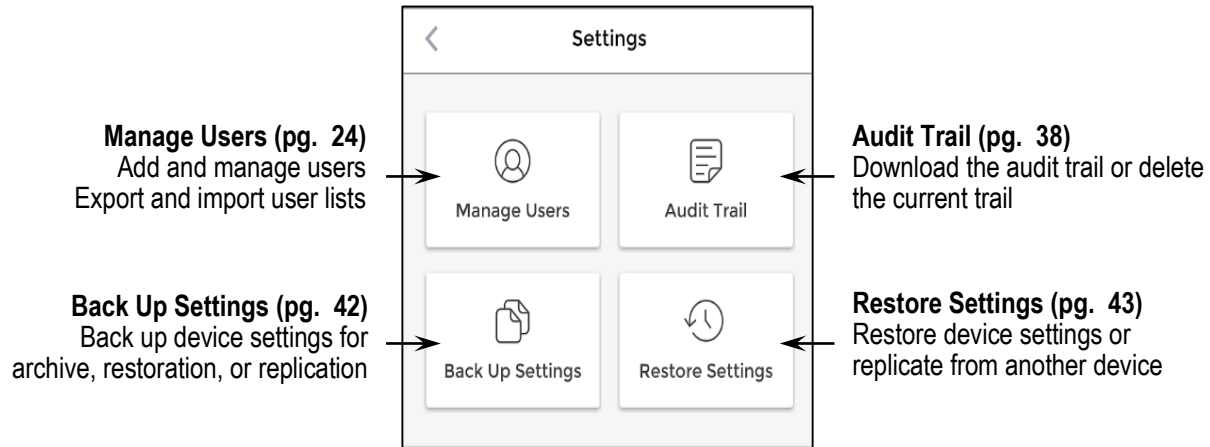 Settings
Manage Users (pg. 24)
Add and manage users
Export and import user lists
Manage Users
Audit Trail
Audit Trail (pg. 38)
Download the audit trail or delete
the current trail
Back Up Settings (pg. 42)
Back up device settings for
archive, restoration, or replication
Back Up Settings
Restore Settings
Restore Settings (pg. 43)
Restore device settings or
replicate from another device